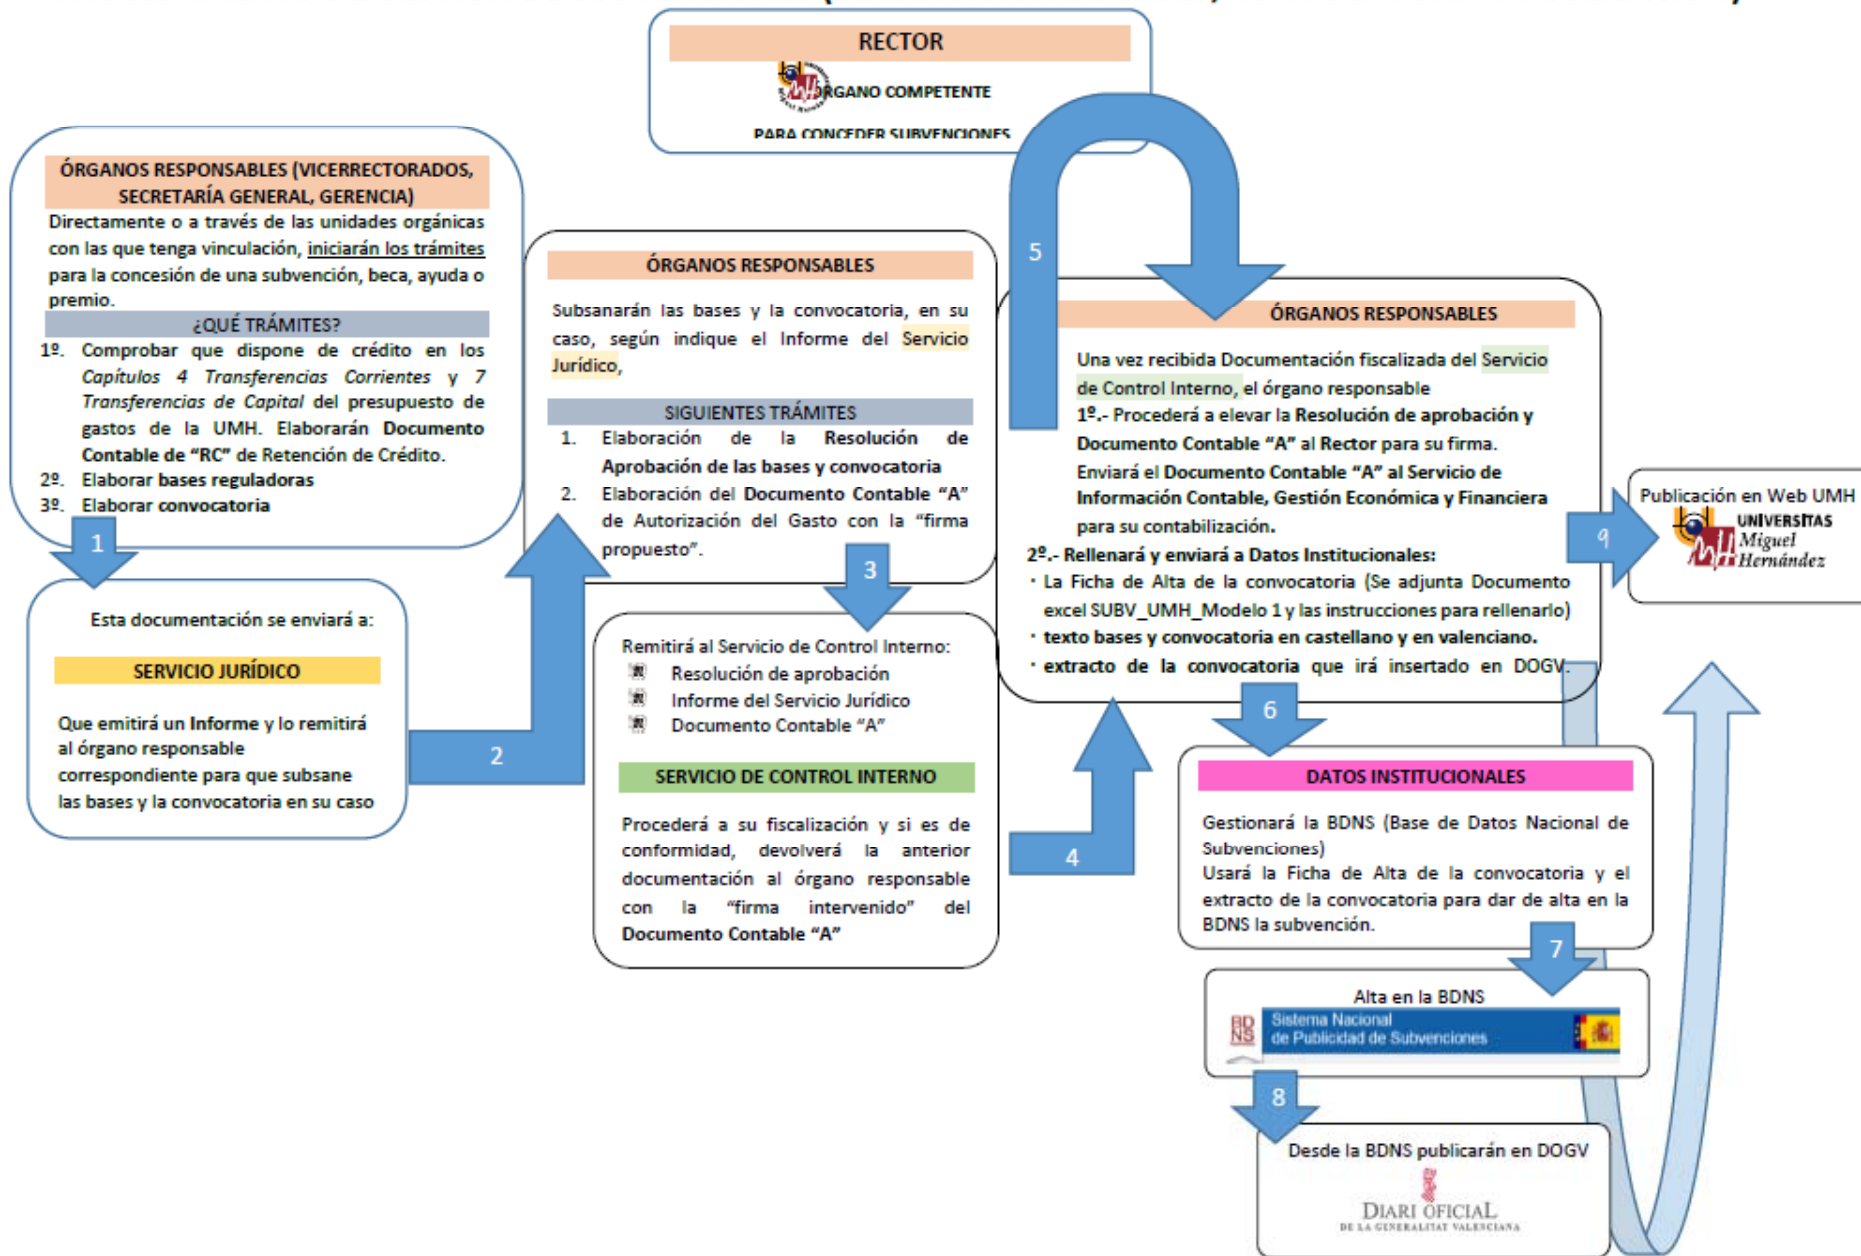 RECTOR
ÓRGANO COMPETENTE
PARA CONCEDER SUBVENCIONES
ÓRGANOS RESPONSABLES (VICERRECTORADOS,
SECRETARÍA GENERAL, GERENCIA)
Directamente o a través de las unidades orgánicas
con las que tenga vinculación, iniciarán los trámites
para la concesión de una subvención, beca, ayuda o
premio.
¿QUÉ TRÁMITES?
1º. Comprobar que dispone de crédito en los
Capítulos 4 Transferencias Corrientes y 7
Transferencias de Capital del presupuesto de
gastos de la UMH. Elaborarán Documento
Contable de “RC” de Retención de Crédito.
2º. Elaborar bases reguladoras
3º. Elaborar convocatoria
1
Esta documentación se enviará a:
SERVICIO JURÍDICO
Que emitirá un Informe y lo remitirá
al órgano responsable
correspondiente para que subsane
las bases y la convocatoria en su caso
2
ÓRGANOS RESPONSABLES
Subsanarán las bases y la convocatoria, en su
caso, según indique el Informe del Servicio
Jurídico,
SIGUIENTES TRÁMITES
1. Elaboración de la Resolución de
Aprobación de las bases y convocatoria
2. Elaboración del Documento Contable “A”
de Autorización del Gasto con la “firma
propuesto”.
3
Remitirá al Servicio de Control Interno:
Resolución de aprobación
Informe del Servicio Jurídico
Documento Contable “A”
SERVICIO DE CONTROL INTERNO
Procederá a su fiscalización y si es de
conformidad, devolverá la anterior
documentación al órgano responsable
con la “firma intervenido” del
Documento Contable “A”
4
5
ÓRGANOS RESPONSABLES
Una vez recibida Documentación fiscalizada del Servicio
de Control Interno, el órgano responsable
1º.- Procederá a elevar la Resolución de aprobación y
Documento Contable “A” al Rector para su firma.
Enviará el Documento Contable “A” al Servicio de
Información Contable, Gestión Económica y Financiera
para su contabilización.
2º.- Rellenará y enviará a Datos Institucionales:
· La Ficha de Alta de la convocatoria (Se adjunta Documento
excel SUBV_UMH_Modelo 1 y las instrucciones para rellenarlo)
· texto bases y convocatoria en castellano y en valenciano.
· extracto de la convocatoria que irá insertado en DOGV.
6
DATOS INSTITUCIONALES
Gestionará la BDNS (Base de Datos Nacional de
Subvenciones)
Usará la Ficha de Alta de la convocatoria y el
extracto de la convocatoria para dar de alta en la
BDNS la subvención.
7
Alta en la BDNS
BD
NS
Sistema Nacional
de Publicidad de Subvenciones
8
Desde la BDNS publicarán en DOGV
DIARI OFICIAL
DE LA GENERALITAT VALENCIANA
9
Publicación en Web UMH
UNIVERSITAS
Miguel
Hernández